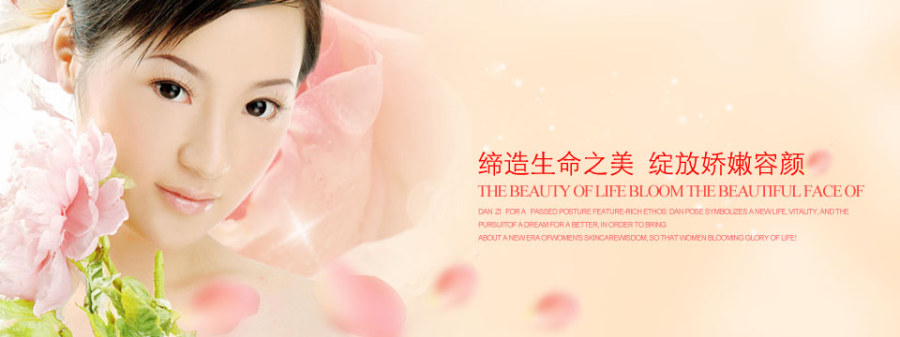 缔造生命之美 绽放娇嫩容颜
THE BEAUTY OF LIFE BLOOM THE BEAUTIFUL FACE OF
DAN ZI FOR A PASSED POSTURE FEATURE-RICH ETHOS; DAN POSE SYMBOLIZES A NEW LIFE, VITALITY, AND THE
PURSUITOF A DREAM FOR A BETTER, IN ORDER TO BRING
ABOUT A NEW ERA OFWOMEN'S SKINCAREWISDOM, SO THAT WOMEN BLOOMING GLORY OF LIFE!